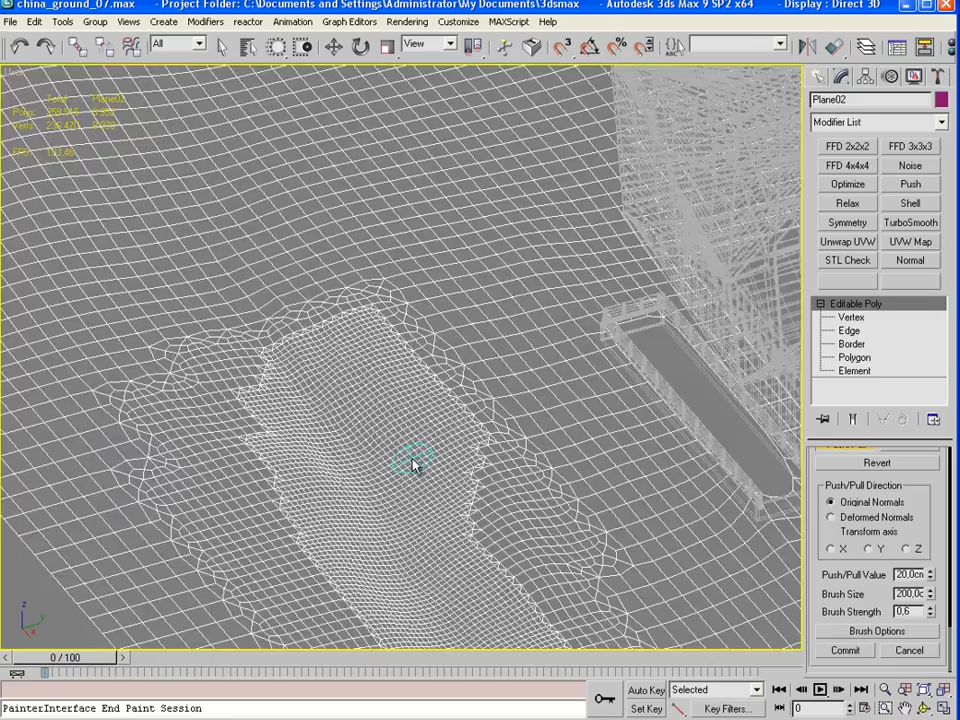 china_ground_07.max - Project Folder: C:\Documents and Settings\Administrator\My Documents\3dsmax - Autodesk 3ds Max 9 SP2 x64 - Display : Direct 3D
File Edit Tools Group Views Create Modifiers reactor Animation Graph Editors Rendering Customize MAXScript Help
All View
Total Plane02
Polys:
Verts:
FPS:
Plane02
Modifier List
FFD 2x2x2 FFD 3x3x3
FFD 4x4x4 Noise
Optimize Push
Relax Shell
Symmetry TurboSmooth
Unwrap UVW UVW Map
STL Check Normal
Editable Poly
Vertex
Edge
Border
Polygon
Element
Revert
Push/Pull Direction
Original Normals
Deformed Normals
Transform axis
X Y Z
Push/Pull Value 20,0cm
Brush Size 200,0c
Brush Strength 0,6
Brush Options
Commit Cancel
z
y
x
0 / 100
Auto Key Selected
PainterInterface End Paint Session
Set Key Key Filters... 0